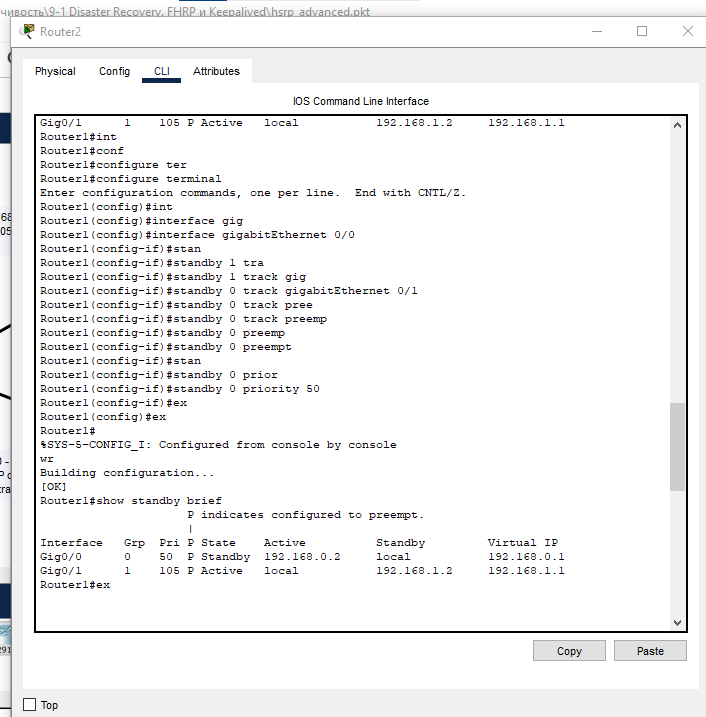 чивость\9-1 Disaster Recovery. FHRP и Keepalived\hsrp_advanced.pkt
Router2
Physical Config CLI Attributes
IOS Command Line Interface
Gig0/1 1 105 P Active local 192.168.1.2 192.168.1.1
Router1#int
Router1#conf
Router1#configure ter
Router1#configure terminal
Enter configuration commands, one per line. End with CNTL/Z.
Router1(config)#int
Router1(config)#interface gig
Router1(config)#interface gigabitEthernet 0/0
Router1(config-if)#stan
Router1(config-if)#standby 1 tra
Router1(config-if)#standby 1 track gig
Router1(config-if)#standby 0 track gigabitEthernet 0/1
Router1(config-if)#standby 0 track pree
Router1(config-if)#standby 0 track preemp
Router1(config-if)#standby 0 preemp
Router1(config-if)#standby 0 preempt
Router1(config-if)#stan
Router1(config-if)#standby 0 prior
Router1(config-if)#standby 0 priority 50
Router1(config-if)#ex
Router1(config)#ex
Router1#
%SYS-5-CONFIG_I: Configured from console by console
wr
Building configuration...
[OK]
Router1#show standby brief
P indicates configured to preempt.
|
Interface Grp Pri P State Active Standby Virtual IP
Gig0/0 0 50 P Standby 192.168.0.2 local 192.168.0.1
Gig0/1 1 105 P Active local 192.168.1.2 192.168.1.1
Router1#ex
Copy Paste
Top